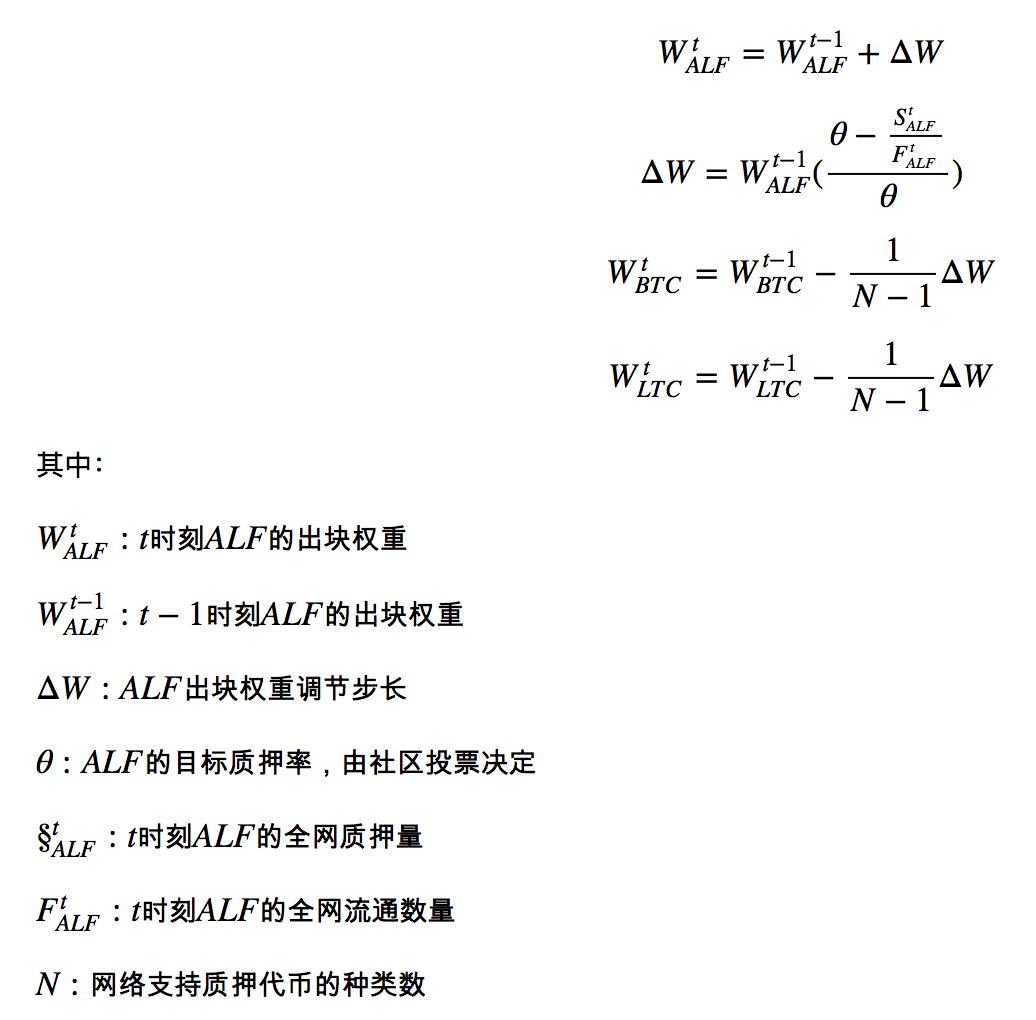 $W_{ALF}^{t} = W_{ALF}^{t-1} + \Delta W$
$\Delta W = W_{ALF}^{t-1}(\frac{\theta - \frac{S_{ALF}^{t}}{F_{ALF}^{t}}}{\theta})$
$W_{BTC}^{t} = W_{BTC}^{t-1} - \frac{1}{N-1}\Delta W$
$W_{LTC}^{t} = W_{LTC}^{t-1} - \frac{1}{N-1}\Delta W$
其中：
$W_{ALF}^{t}$ : $t$时刻$ALF$的出块权重
$W_{ALF}^{t-1}$ : $t-1$时刻$ALF$的出块权重
$\Delta W$ : $ALF$出块权重调节步长
$\theta$ : $ALF$的目标质押率，由社区投票决定
$§_{ALF}^{t}$ : $t$时刻$ALF$的全网质押量
$F_{ALF}^{t}$ : $t$时刻$ALF$的全网流通数量
$N$ : 网络支持质押代币的种类数